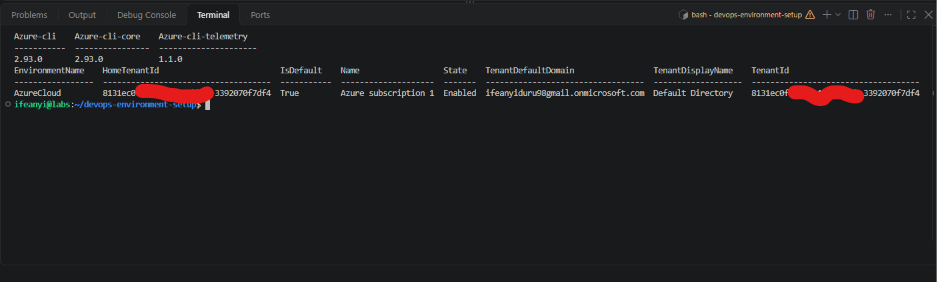 Problems Output Debug Console Terminal Ports bash - devops-environment-setup
Azure-cli Azure-cli-core Azure-cli-telemetry
----------- ---------------- ---------------------
2.93.0 2.93.0 1.1.0
EnvironmentName HomeTenantId IsDefault Name State TenantDefaultDomain TenantDisplayName TenantId
----------------- ------------------------------------ ----------- -------------------- ------- -------------------------------- ------------------- ------------------------------------
AzureCloud 8131ec0 3392070f7df4 True Azure subscription 1 Enabled ifeanyiduru98gmail.onmicrosoft.com Default Directory 8131ec0f 3392070f7df4
ifeanyi@labs:~/devops-environment-setup$